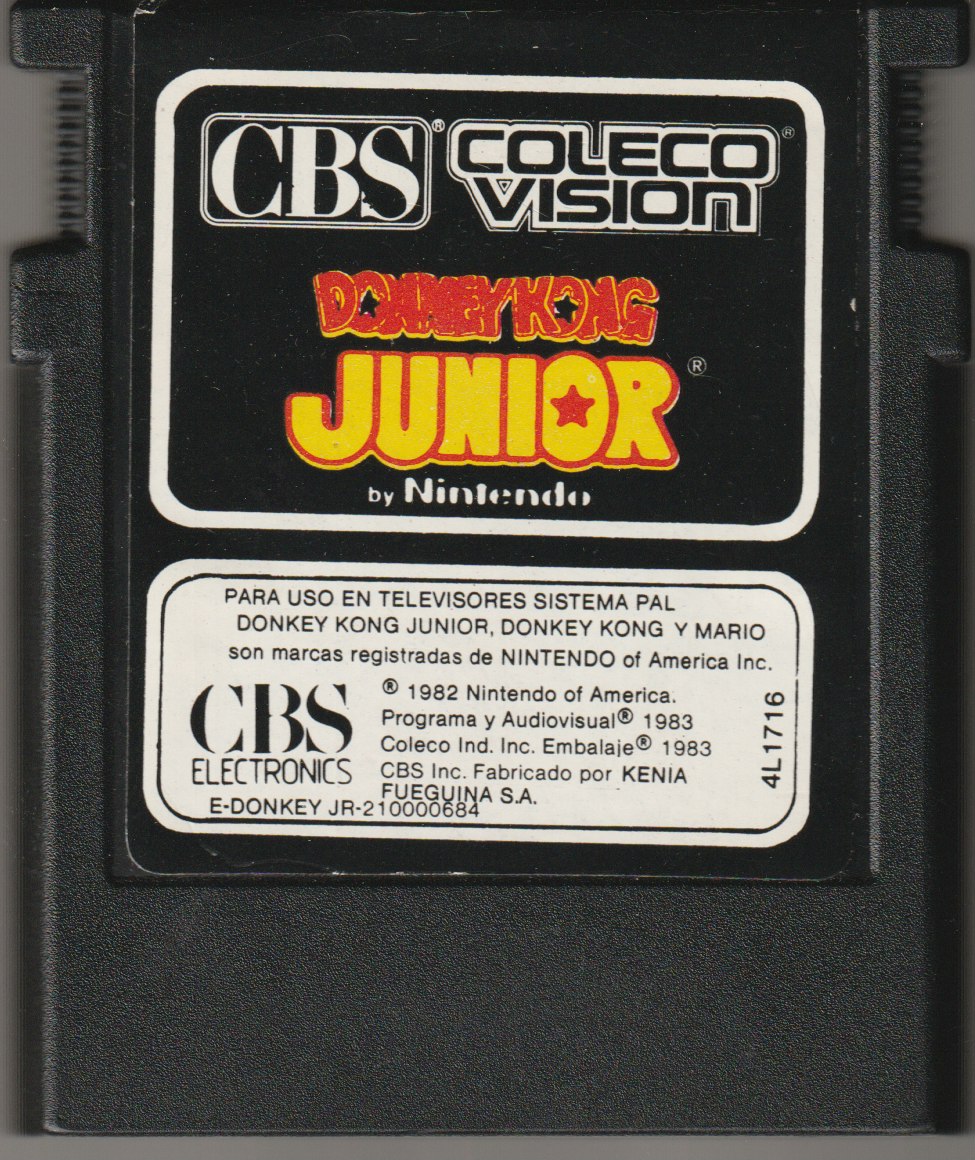 CBS® COLECO VISION®
DONKEY KONG
JUNIOR®
by Nintendo
PARA USO EN TELEVISORES SISTEMA PAL
DONKEY KONG JUNIOR, DONKEY KONG Y MARIO
son marcas registradas de NINTENDO of America Inc.
CBS
ELECTRONICS
® 1982 Nintendo of America.
Programa y Audiovisual® 1983
Coleco Ind. Inc. Embalaje® 1983
CBS Inc. Fabricado por KENIA
FUEGUINA S.A.
E-DONKEY JR-210000684
4L1716